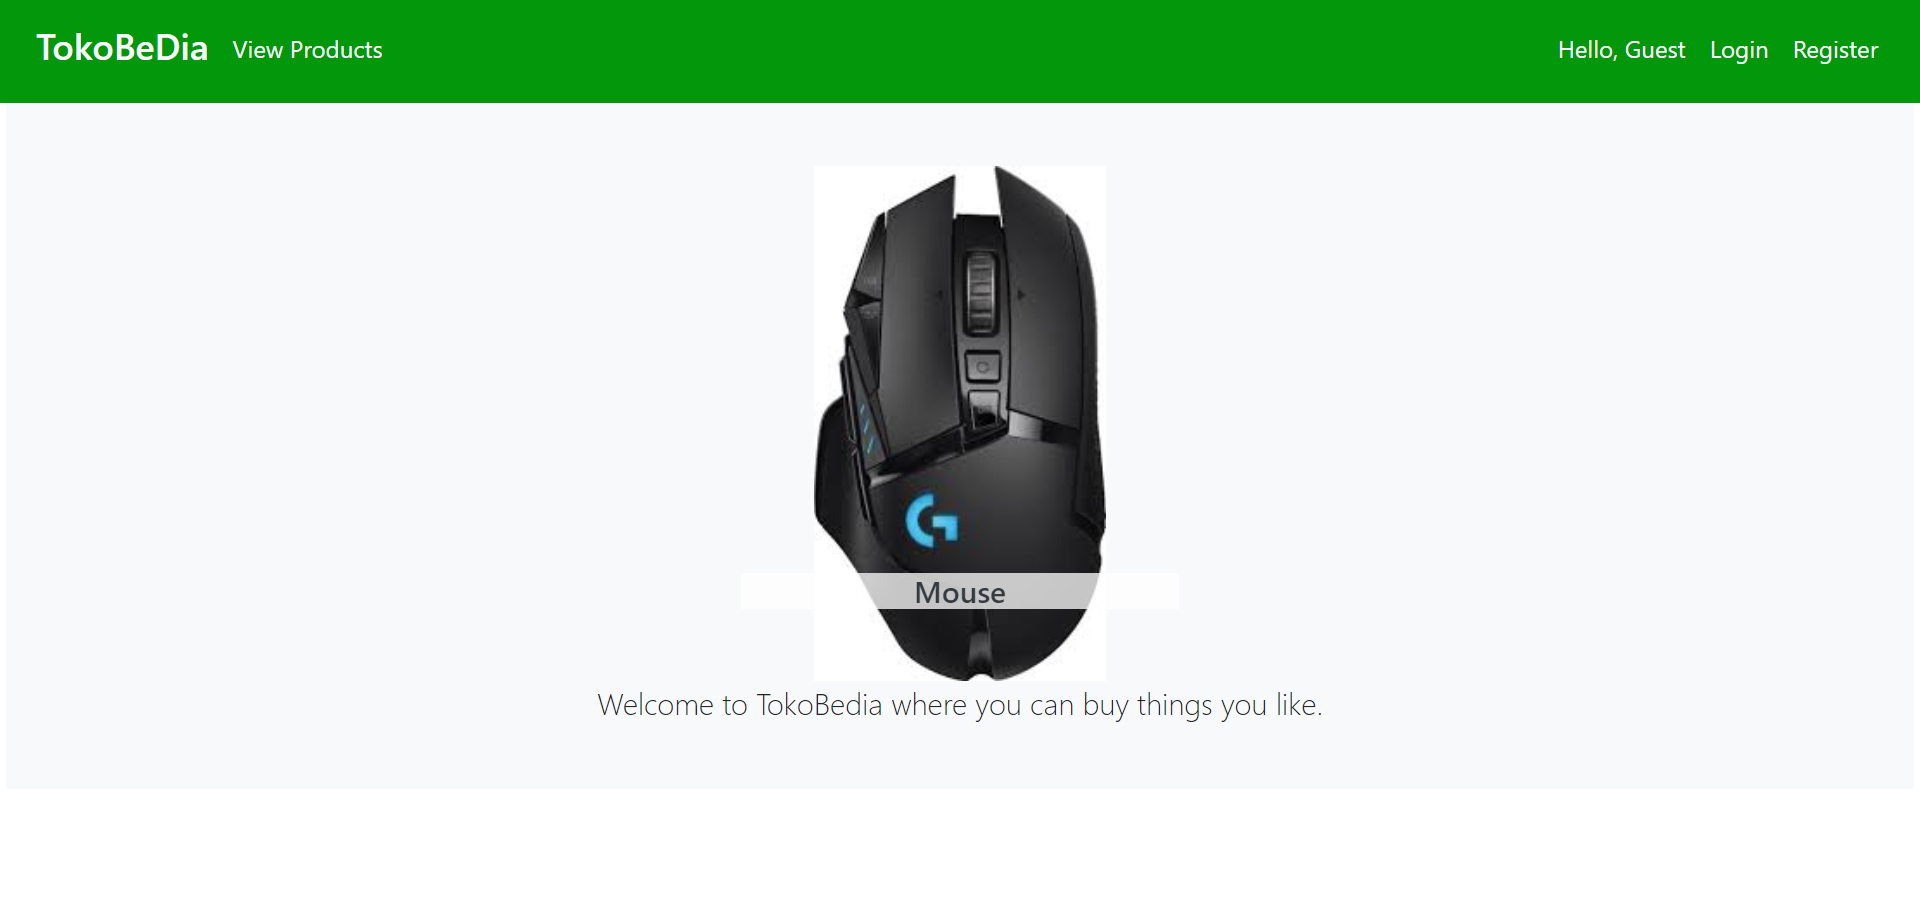 TokoBeDia View Products Hello, Guest Login Register
G
Mouse
Welcome to TokoBedia where you can buy things you like.